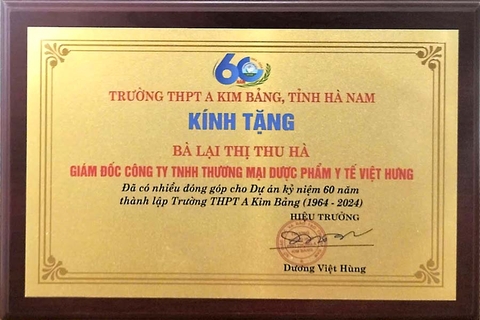 60
NĂM
TRƯỜNG THPT A KIM BẢNG, TỈNH HÀ NAM
KÍNH TẶNG
BÀ LẠI THỊ THU HÀ
GIÁM ĐỐC CÔNG TY TNHH THƯƠNG MẠI DƯỢC PHẨM Y TẾ VIỆT HƯNG
Đã có nhiều đóng góp cho Dự án kỷ niệm 60 năm
thành lập Trường THPT A Kim Bảng (1964 - 2024)
HIỆU TRƯỞNG
Dương Việt Hùng